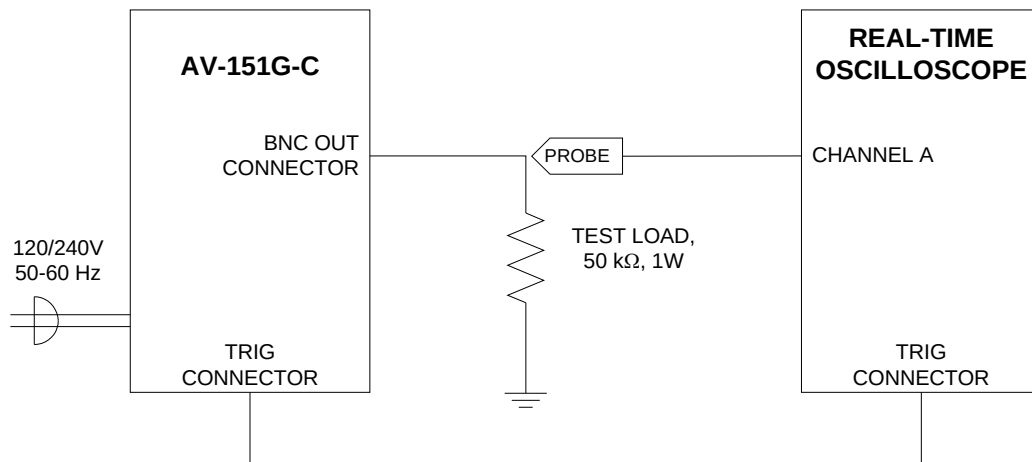 AV-151G-C
BNC OUT
CONNECTOR
120/240V
50-60 Hz
TRIG
CONNECTOR
PROBE
TEST LOAD,
50 kΩ, 1W
REAL-TIME
OSCILLOSCOPE
CHANNEL A
TRIG
CONNECTOR